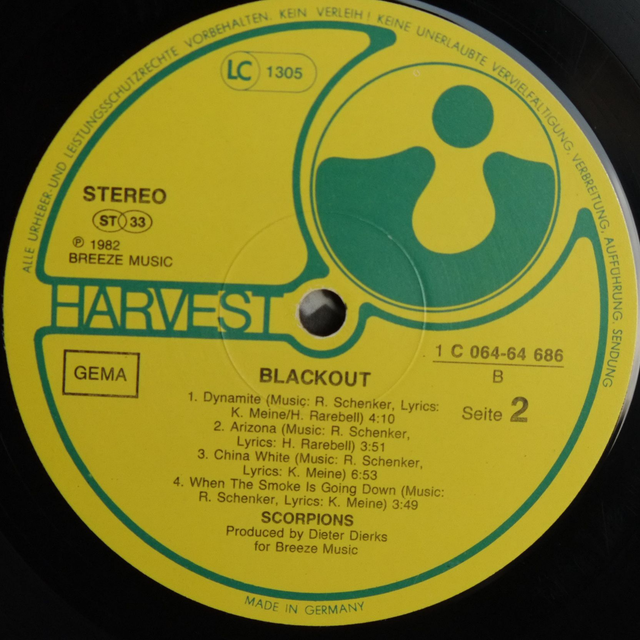 ALLE URHEBER-UND LEISTUNGSSCHUTZRECHTE VORBEHALTEN. KEIN VERLEIH! KEINE UNERLAUBTE VERVIELFÄLTIGUNG, VERBREITUNG, AUFFÜHRUNG, SENDUNG
LC 1305
STEREO
ST 33
℗ 1982
BREEZE MUSIC
HARVEST
GEMA
1 C 064-64 686
B
Seite 2
BLACKOUT
1. Dynamite (Music: R. Schenker, Lyrics:
K. Meine/H. Rarebell) 4:10
2. Arizona (Music: R. Schenker,
Lyrics: H. Rarebell) 3:51
3. China White (Music: R. Schenker,
Lyrics: K. Meine) 6:53
4. When The Smoke Is Going Down (Music:
R. Schenker, Lyrics: K. Meine) 3:49
SCORPIONS
Produced by Dieter Dierks
for Breeze Music
MADE IN GERMANY